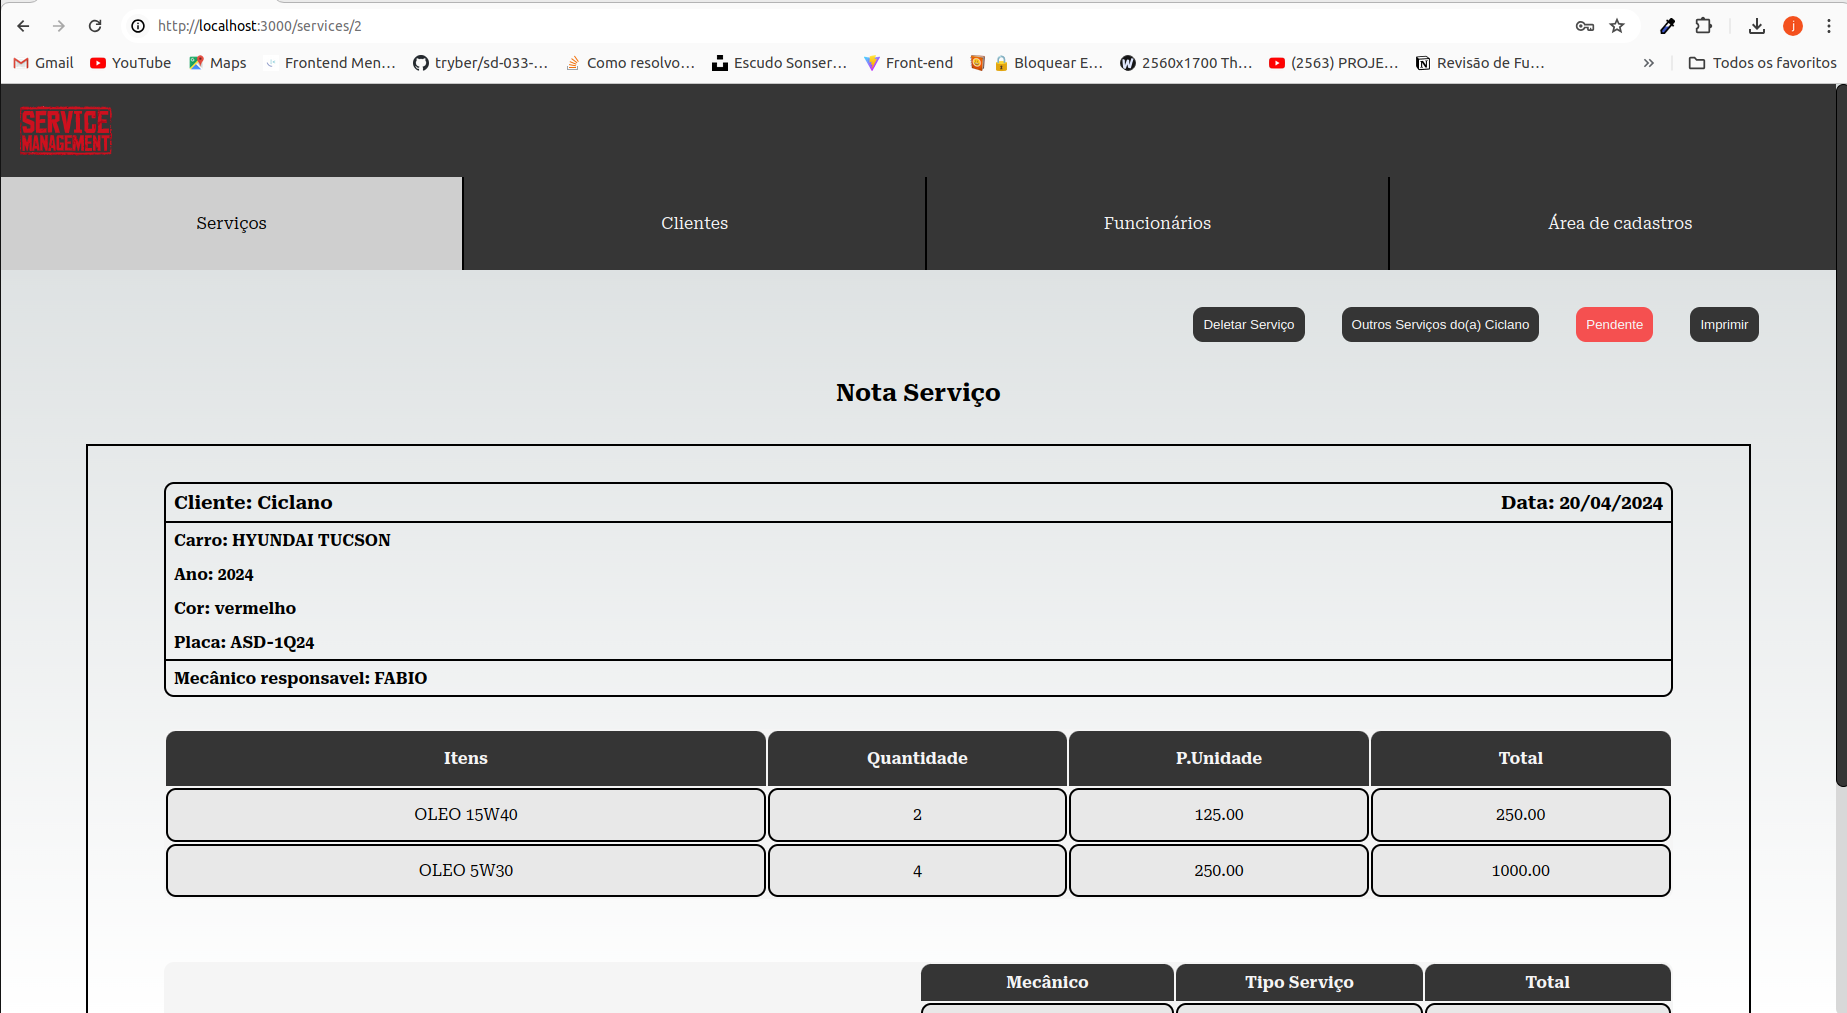 http://localhost:3000/services/2
j
Gmail YouTube Maps Frontend Men... tryber/sd-033-... Como resolvo... Escudo Sonser... Front-end Bloquear E... 2560x1700 Th... (2563) PROJE... Revisão de Fu... » Todos os favoritos
SERVICE
MANAGEMENT
Serviços Clientes Funcionários Área de cadastros
Deletar Serviço Outros Serviços do(a) Ciclano Pendente Imprimir
Nota Serviço
Cliente: Ciclano Data: 20/04/2024
Carro: HYUNDAI TUCSON
Ano: 2024
Cor: vermelho
Placa: ASD-1Q24
Mecânico responsavel: FABIO
Itens Quantidade P.Unidade Total
OLEO 15W40 2 125.00 250.00
OLEO 5W30 4 250.00 1000.00
Mecânico Tipo Serviço Total